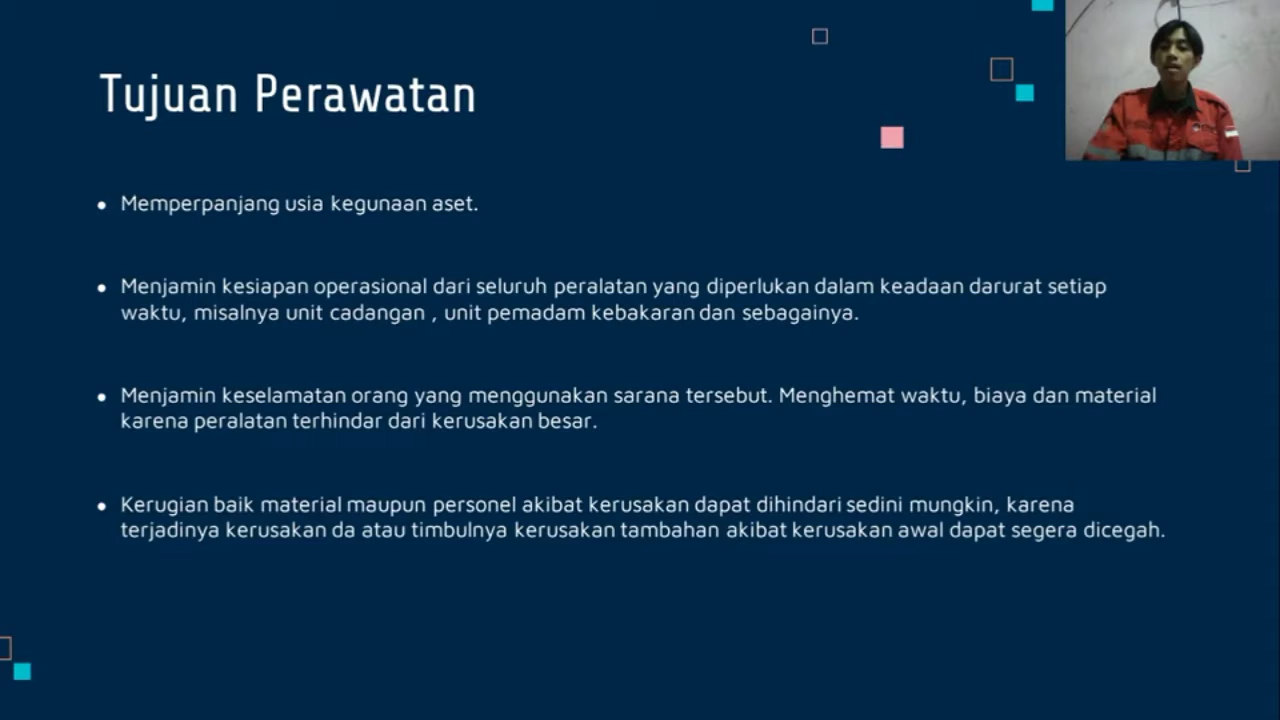 Tujuan Perawatan
Memperpanjang usia kegunaan aset.
Menjamin kesiapan operasional dari seluruh peralatan yang diperlukan dalam keadaan darurat setiap
waktu, misalnya unit cadangan , unit pemadam kebakaran dan sebagainya.
Menjamin keselamatan orang yang menggunakan sarana tersebut. Menghemat waktu, biaya dan material
karena peralatan terhindar dari kerusakan besar.
Kerugian baik material maupun personel akibat kerusakan dapat dihindari sedini mungkin, karena
terjadinya kerusakan da atau timbulnya kerusakan tambahan akibat kerusakan awal dapat segera dicegah.